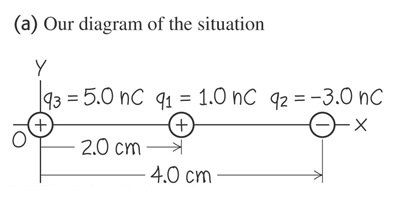 (a) Our diagram of the situation
Y
q3 = 5.0 nC q1 = 1.0 nC q2 = −3.0 nC
+ + − X
O
2.0 cm
4.0 cm